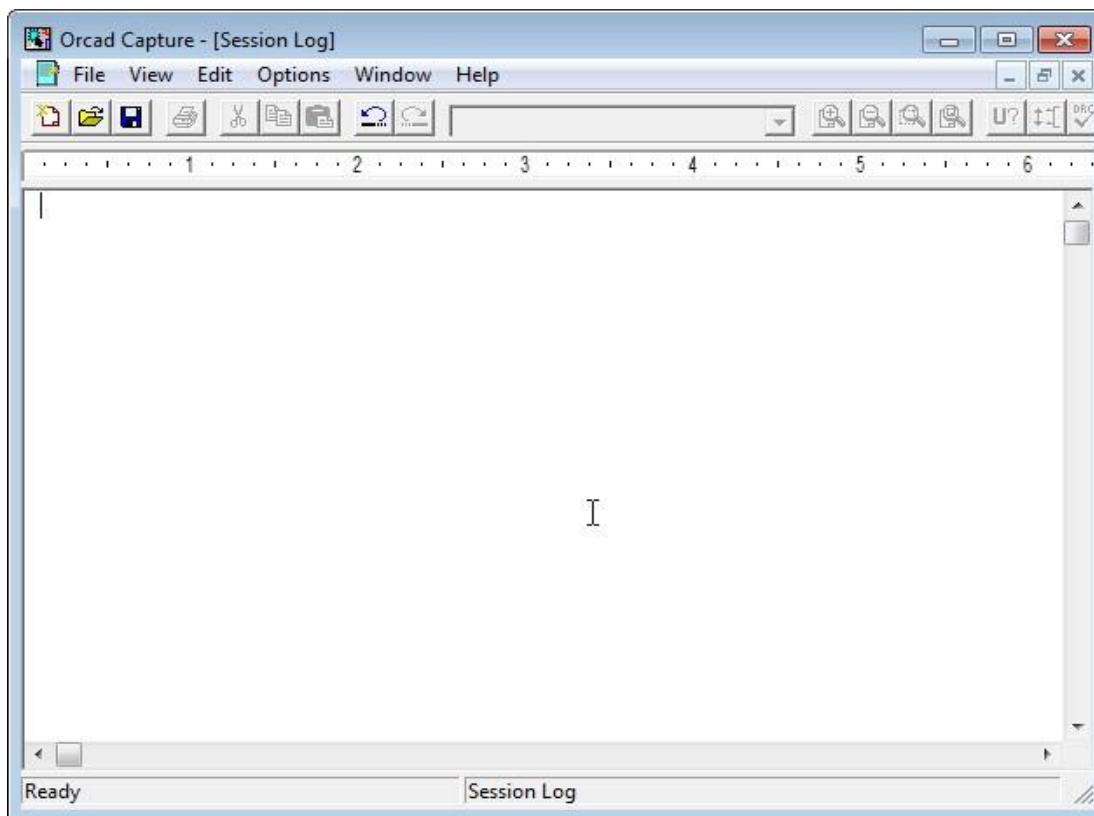 Orcad Capture - [Session Log]
File View Edit Options Window Help
U? DRC
1 2 3 4 5 6
Ready Session Log